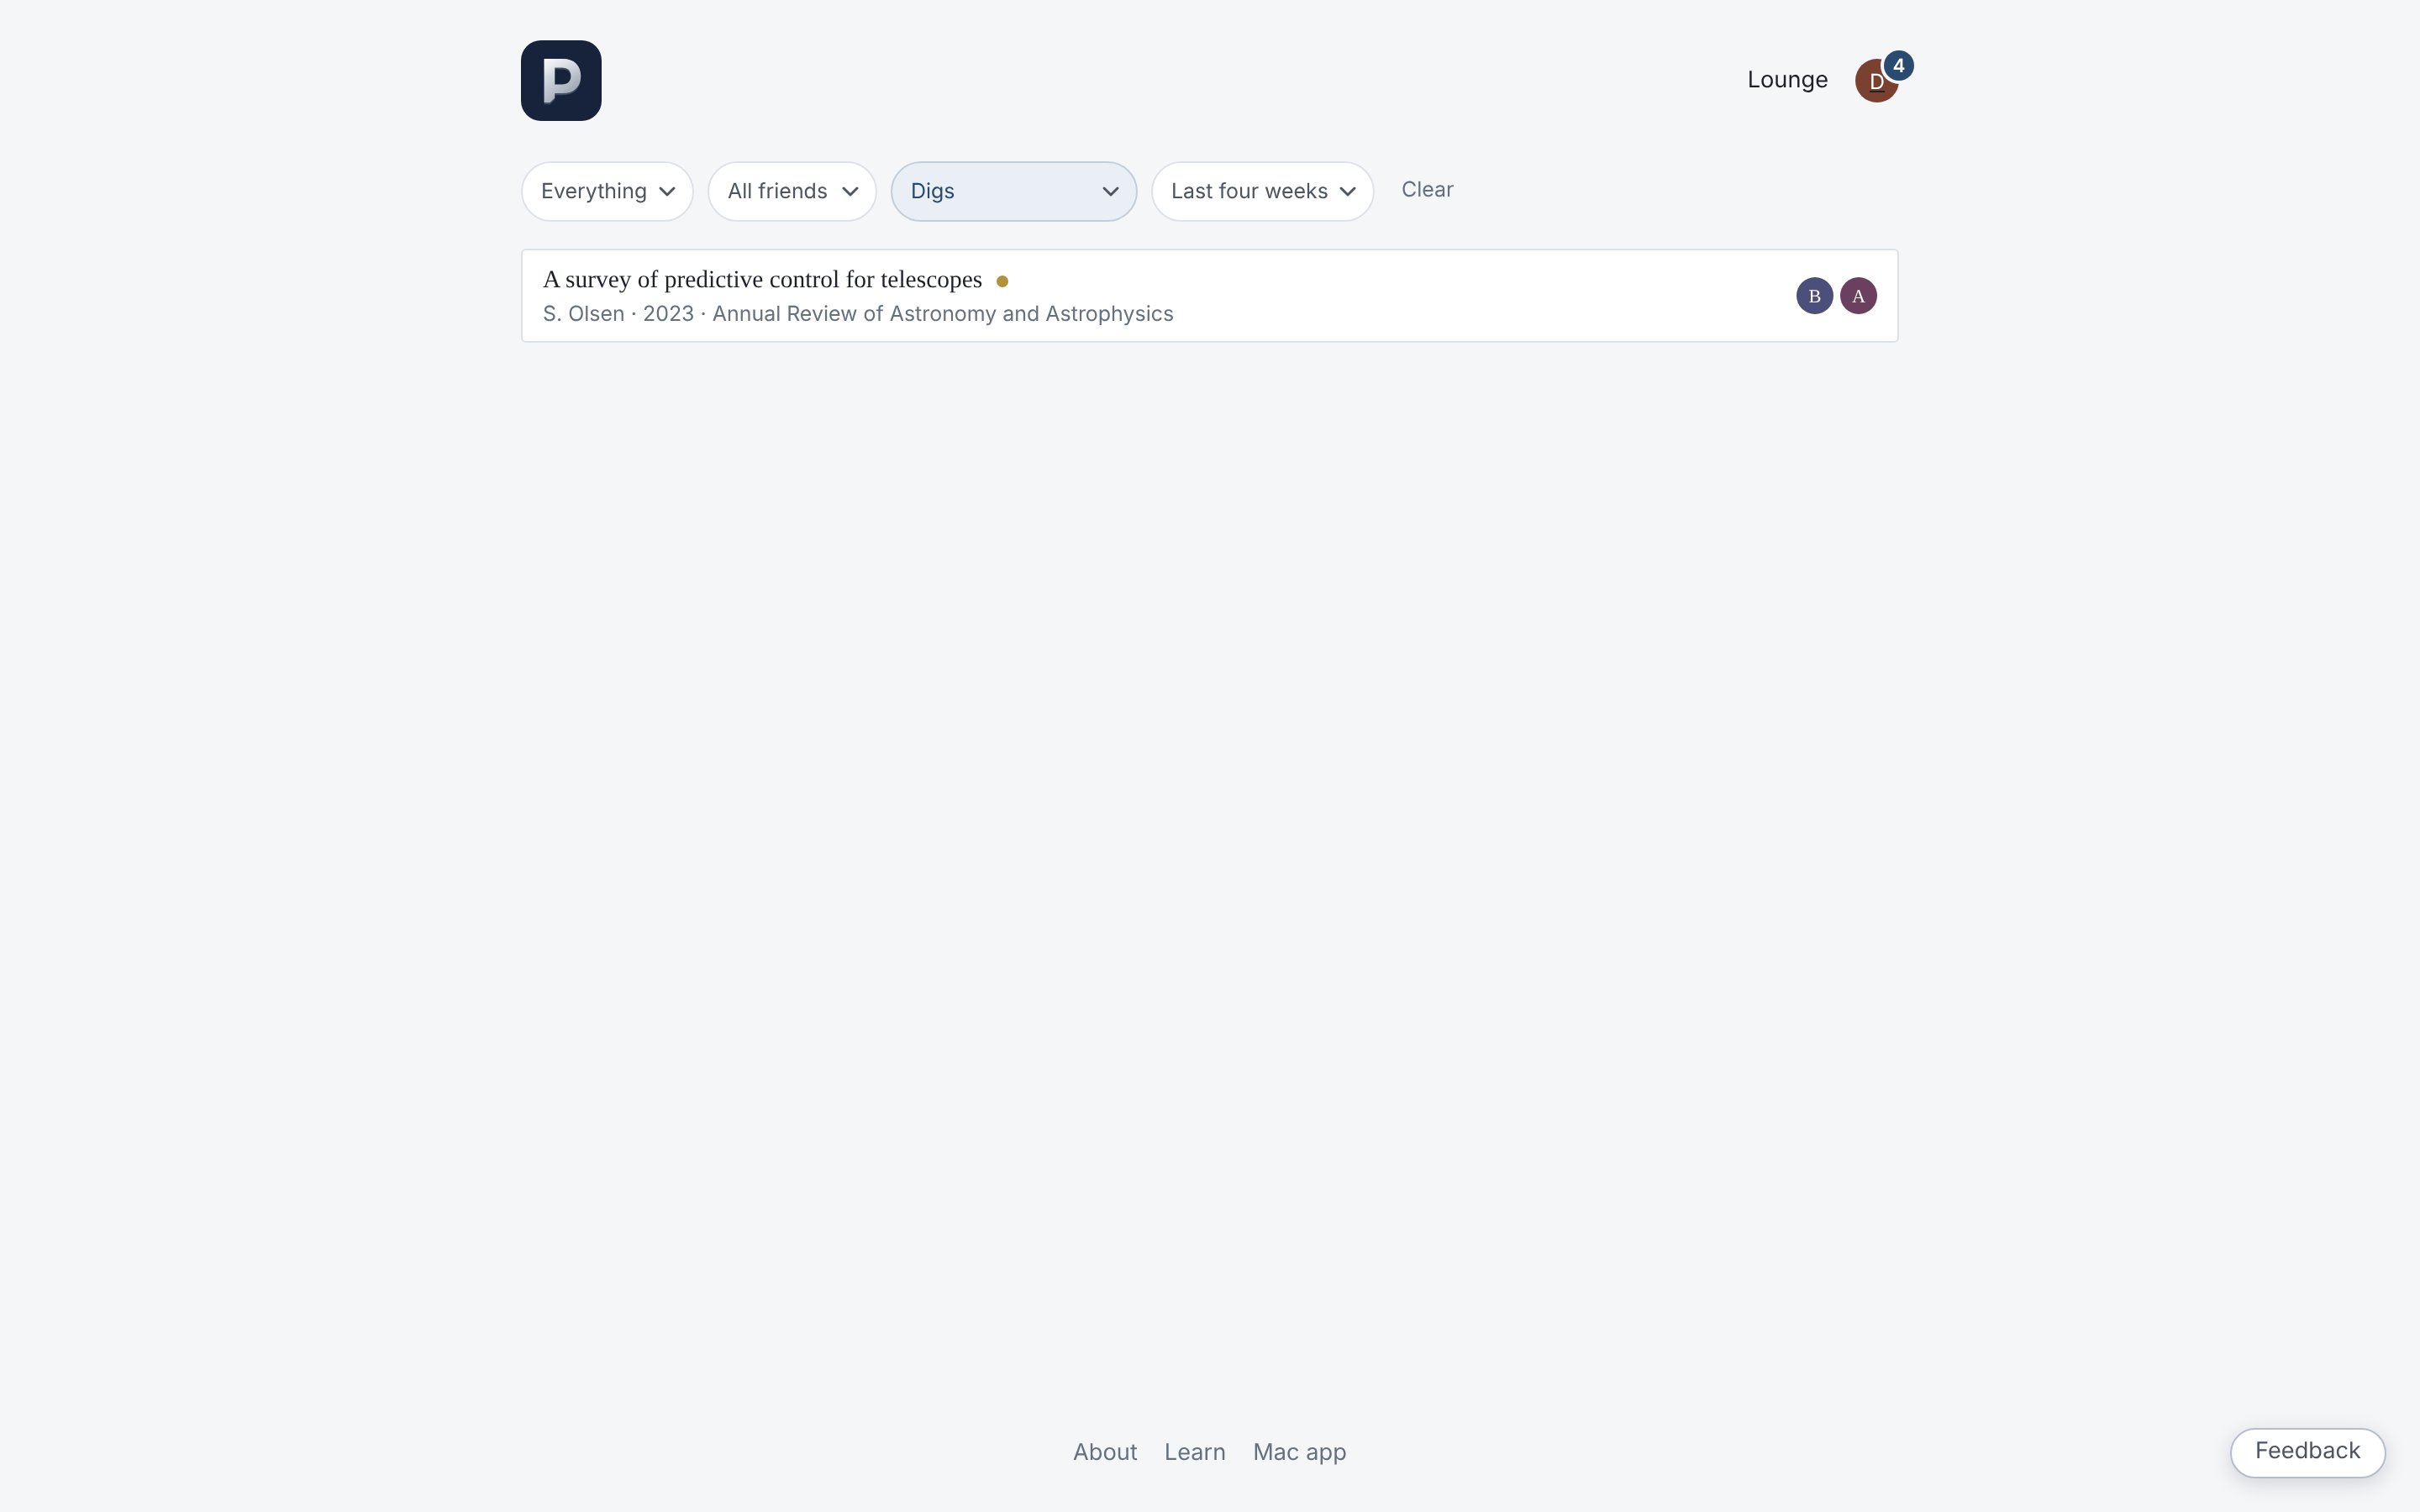 P
Lounge
D
4
Everything
All friends
Digs
Last four weeks
Clear
A survey of predictive control for telescopes
S. Olsen · 2023 · Annual Review of Astronomy and Astrophysics
B
A
About
Learn
Mac app
Feedback